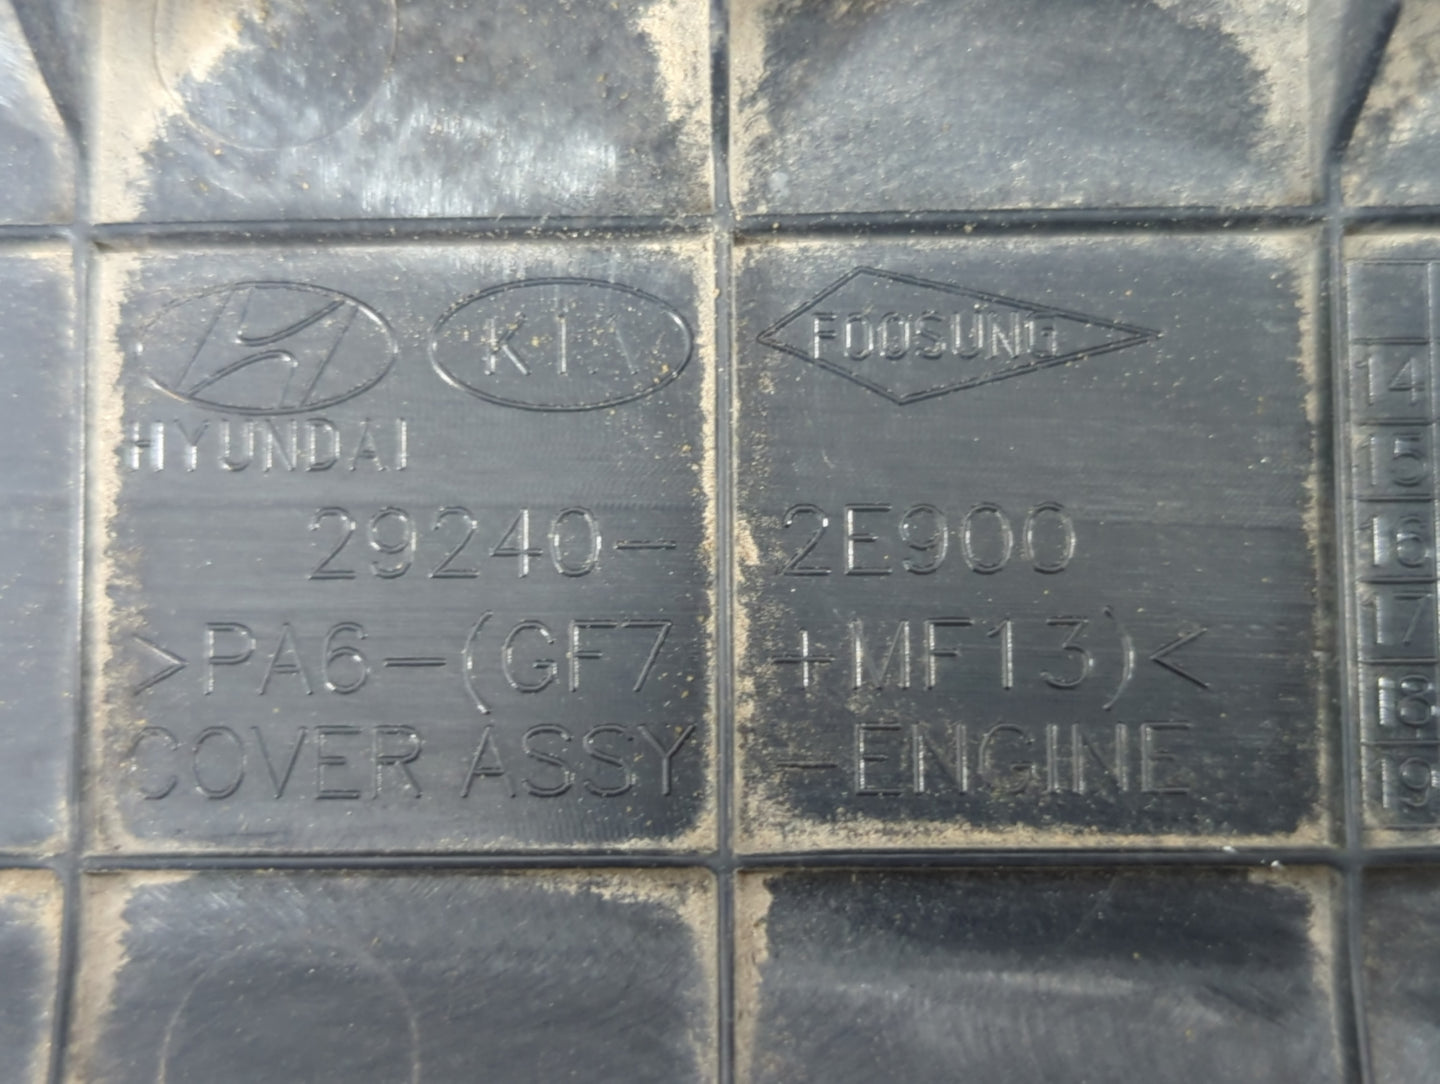 KIA
FOOSUNG
HYUNDAI
29240-2E900
>PA6-(GF7+MF13)<
COVER ASSY-ENGINE
14
15
16
17
18
19